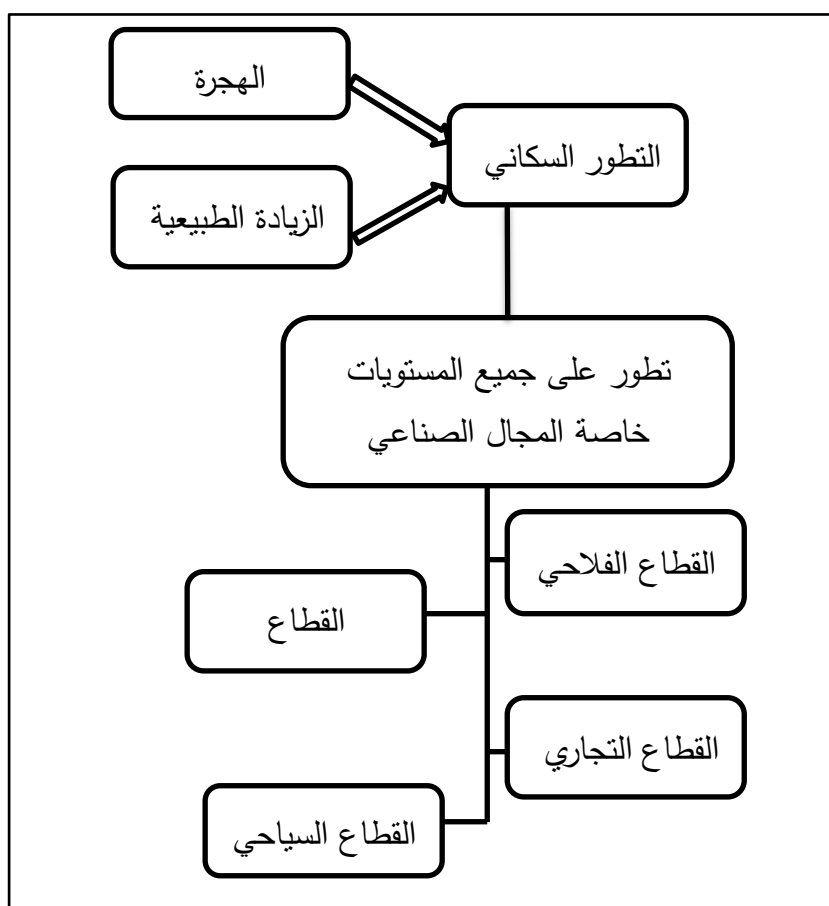 الهجرة
التطور السكاني
الزيادة الطبيعية
تطور على جميع المستويات
خاصة المجال الصناعي
القطاع الفلاحي
القطاع
القطاع التجاري
القطاع السياحي